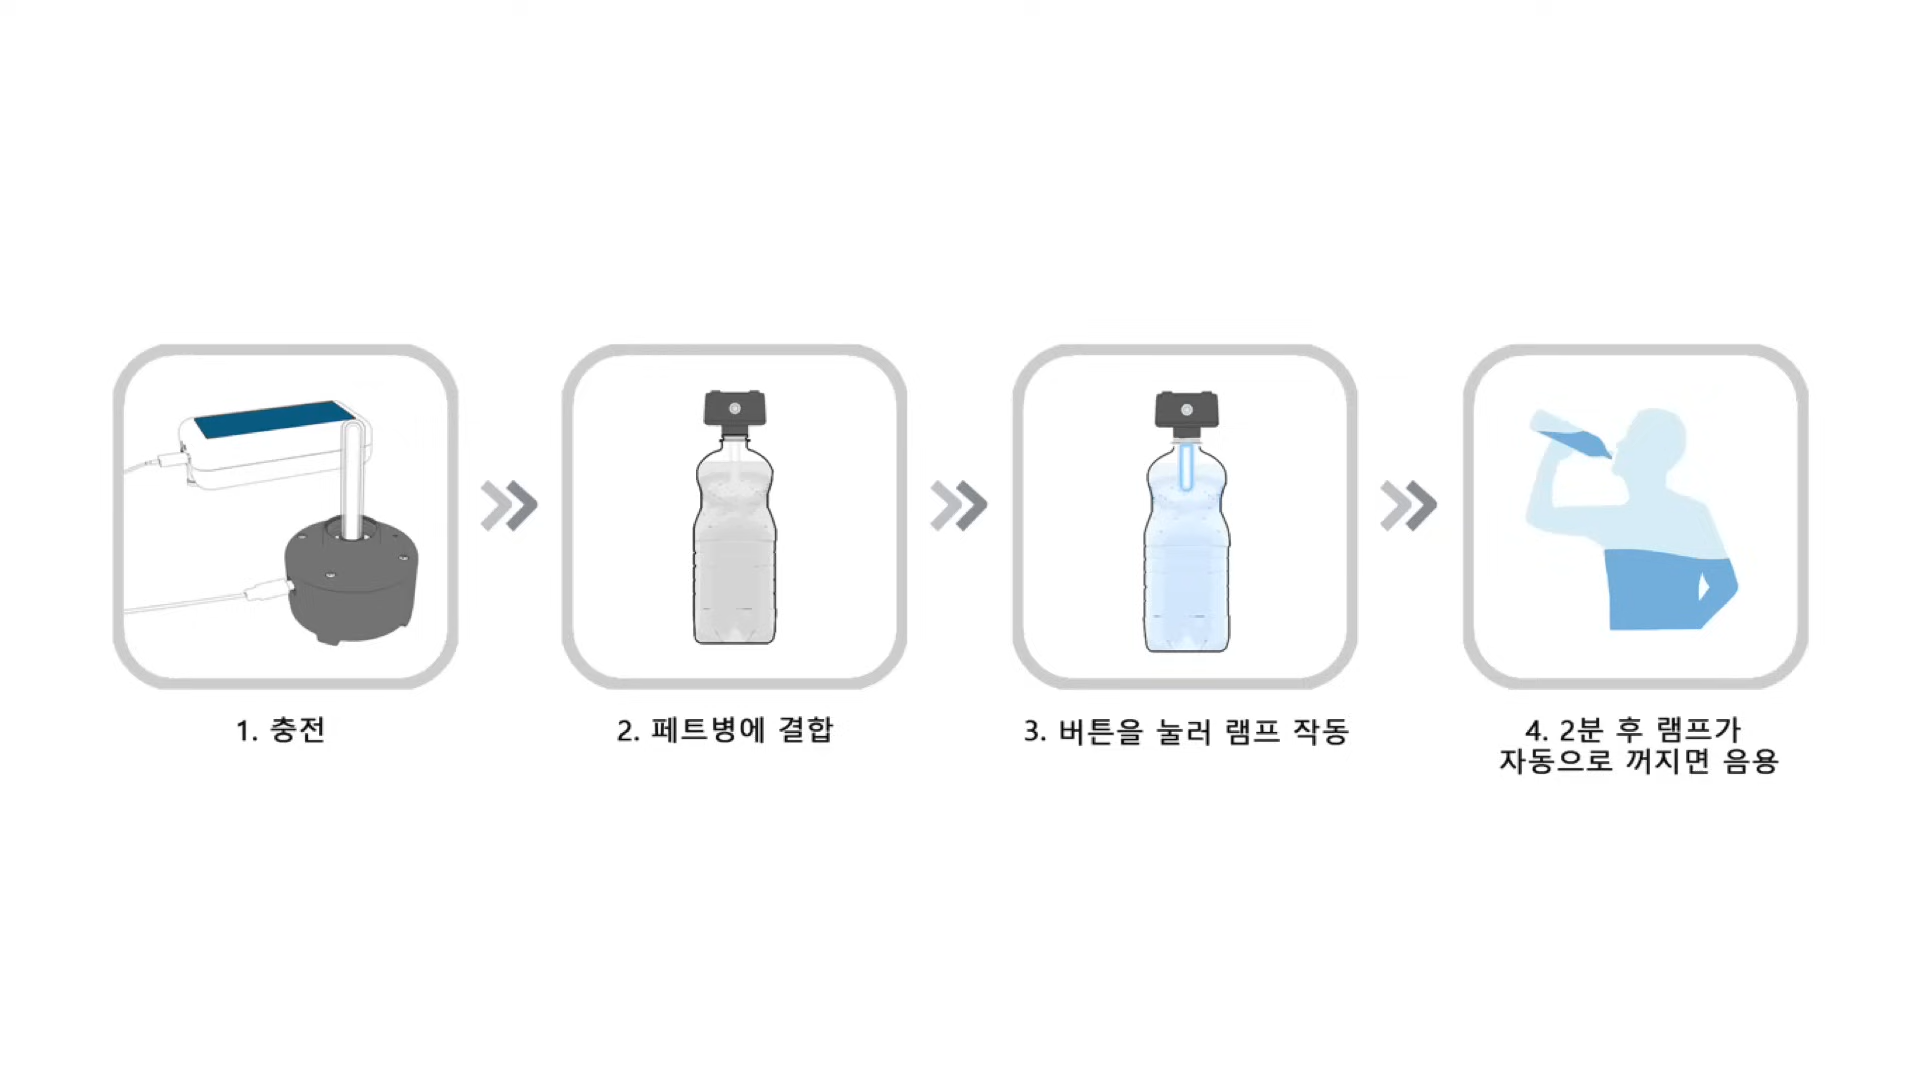 1. 충전
2. 페트병에 결합
3. 버튼을 눌러 램프 작동
4. 2분 후 램프가
자동으로 꺼지면 음용